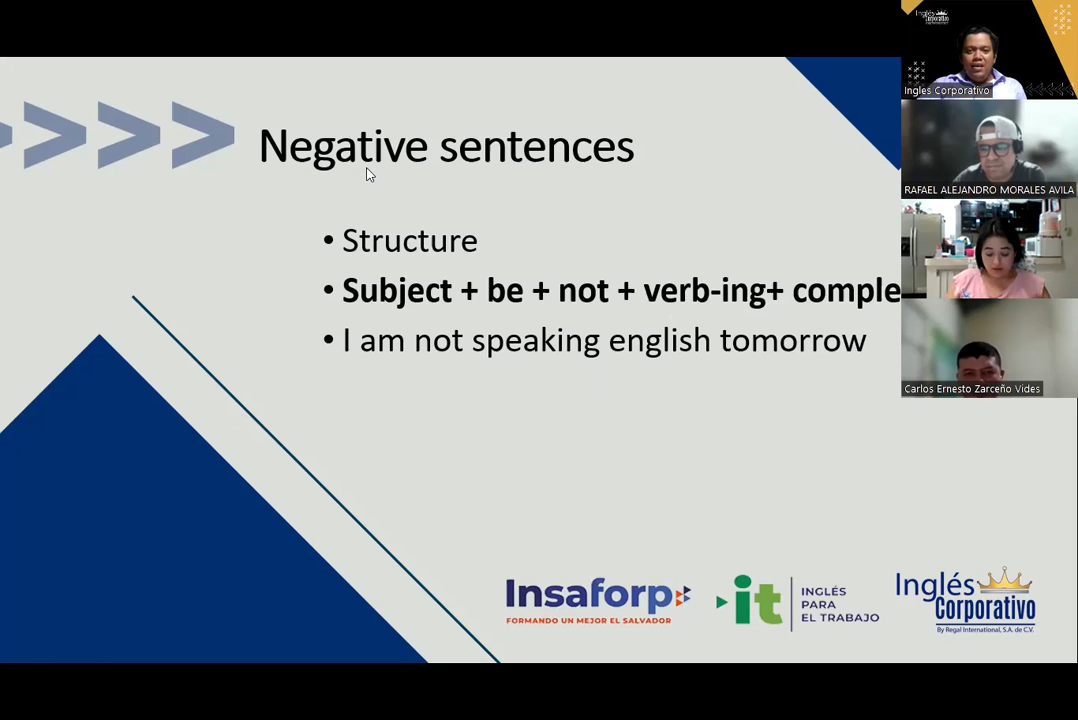 Negative sentences
• Structure
• Subject + be + not + verb-ing+ comple
• I am not speaking english tomorrow
Insaforp
FORMANDO UN MEJOR EL SALVADOR
it
INGLÉS
PARA
EL TRABAJO
Inglés
Corporativo
By Regal International, S.A. de C.V.
Inglés
Corporativo
Ingles Corporativo
RAFAEL ALEJANDRO MORALES AVILA
Carlos Ernesto Zarceño Vides